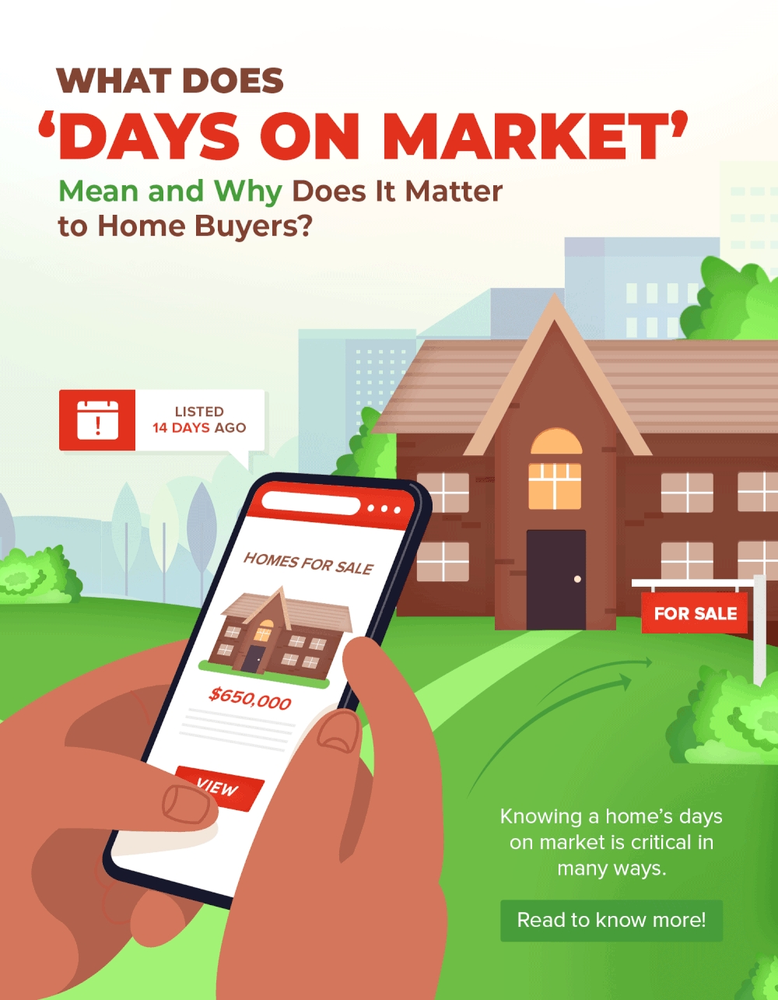 WHAT DOES
‘DAYS ON MARKET’
Mean and Why Does It Matter
to Home Buyers?
LISTED
14 DAYS AGO
HOMES FOR SALE
$650,000
VIEW
FOR SALE
Knowing a home’s days
on market is critical in
many ways.
Read to know more!